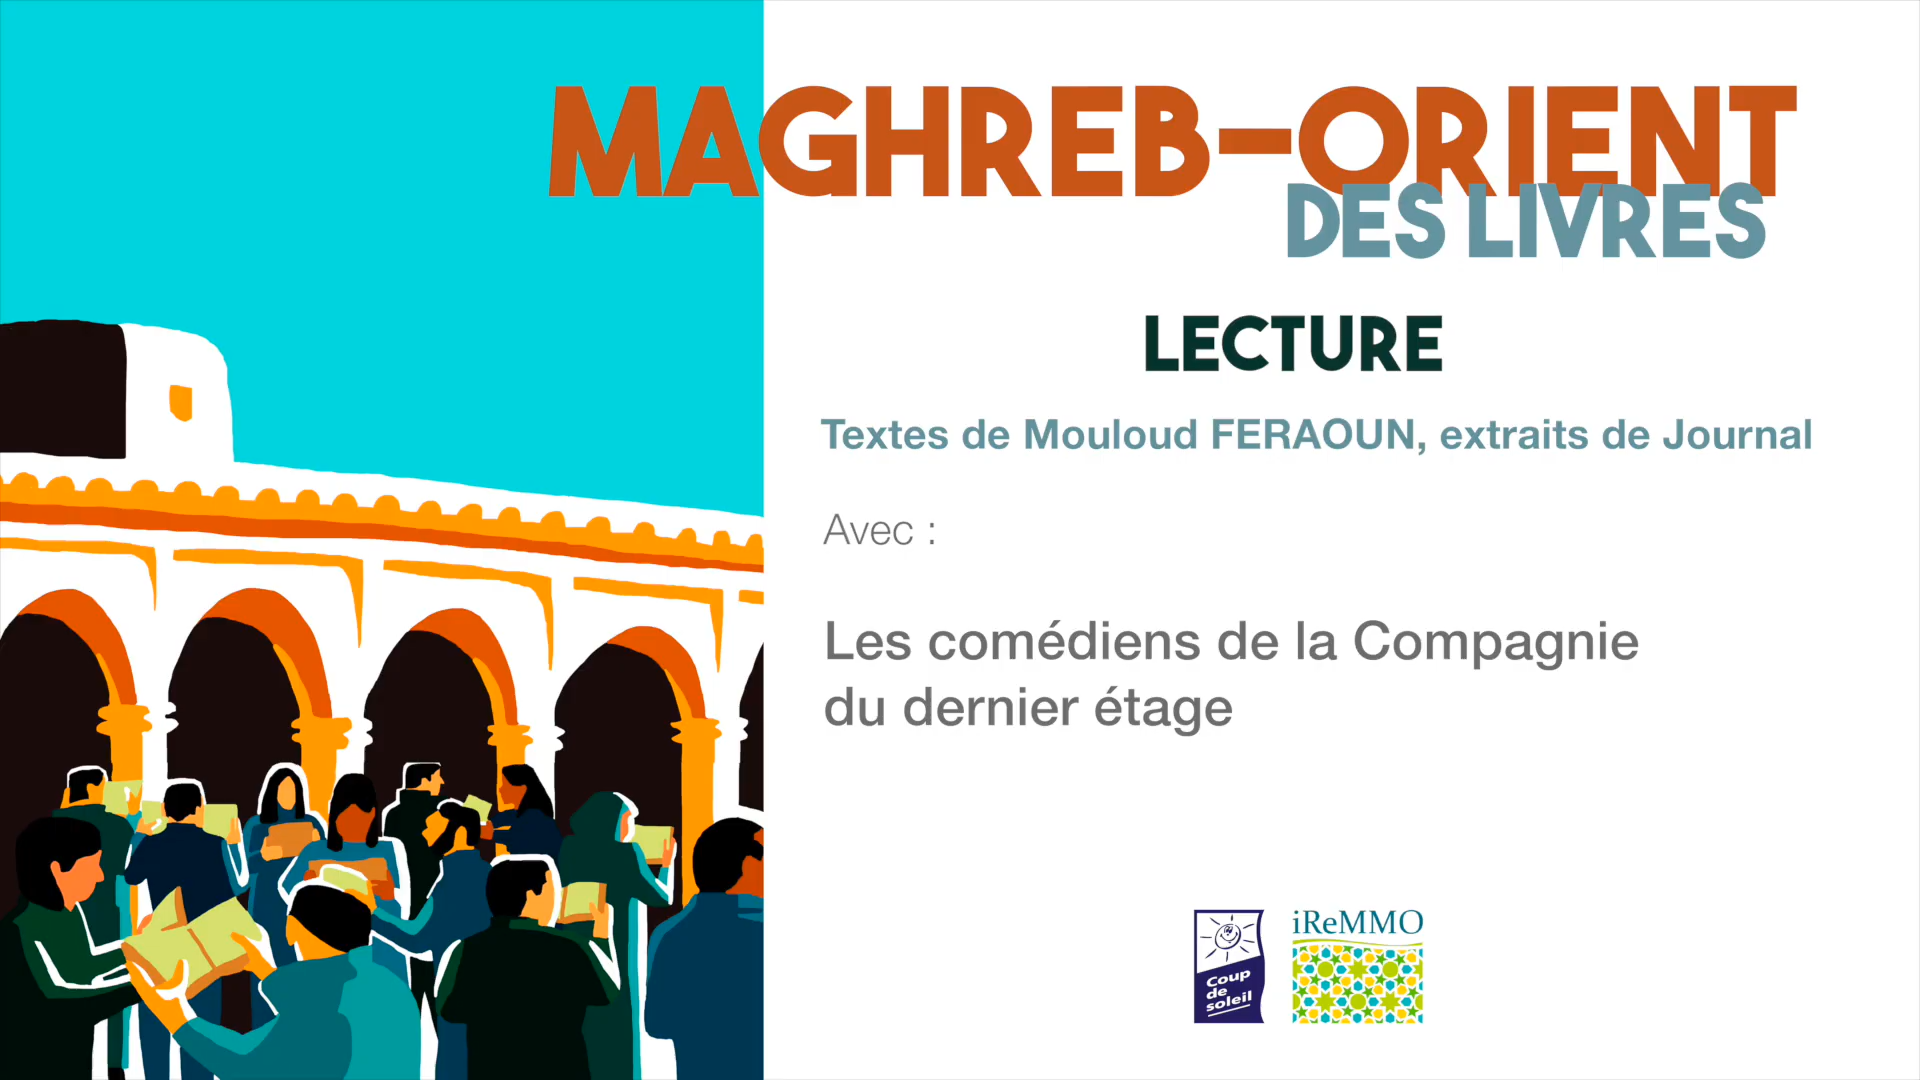 MAGHREB-ORIENT
DES LIVRES
LECTURE
Textes de Mouloud FERAOUN, extraits de Journal
Avec :
Les comédiens de la Compagnie
du dernier étage
Coup
de
soleil
iReMMO